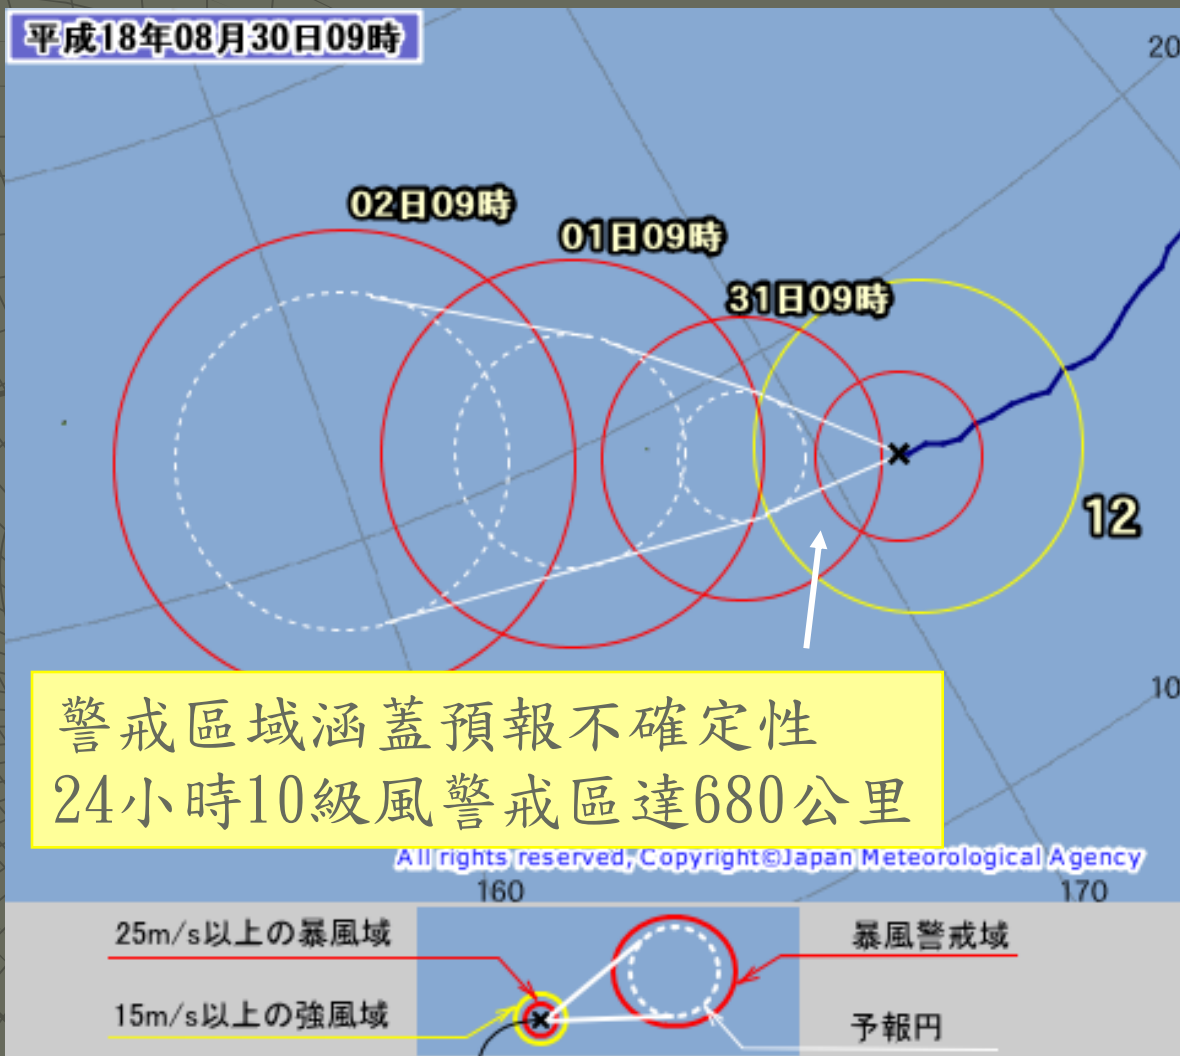 平成18年08月30日09時
20
02日09時
01日09時
31日09時
12
10
警戒區域涵蓋預報不確定性
24小時10級風警戒區達680公里
All rights reserved, Copyright©Japan Meteorological Agency
160
170
25m/s以上の暴風域
暴風警戒域
15m/s以上の強風域
予報円